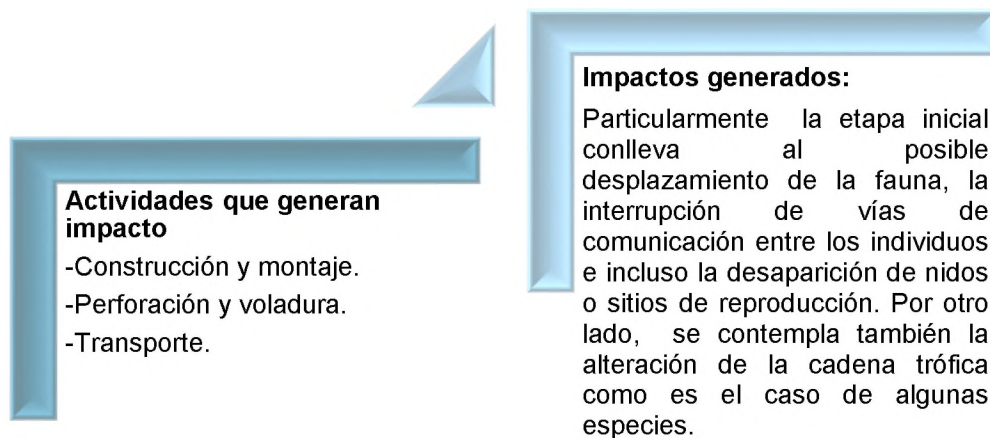 Actividades que generan
impacto
-Construcción y montaje.
-Perforación y voladura.
-Transporte.
Impactos generados:
Particularmente la etapa inicial
conlleva al posible
desplazamiento de la fauna, la
interrupción de vías de
comunicación entre los individuos
e incluso la desaparición de nidos
o sitios de reproducción. Por otro
lado, se contempla también la
alteración de la cadena trófica
como es el caso de algunas
especies.